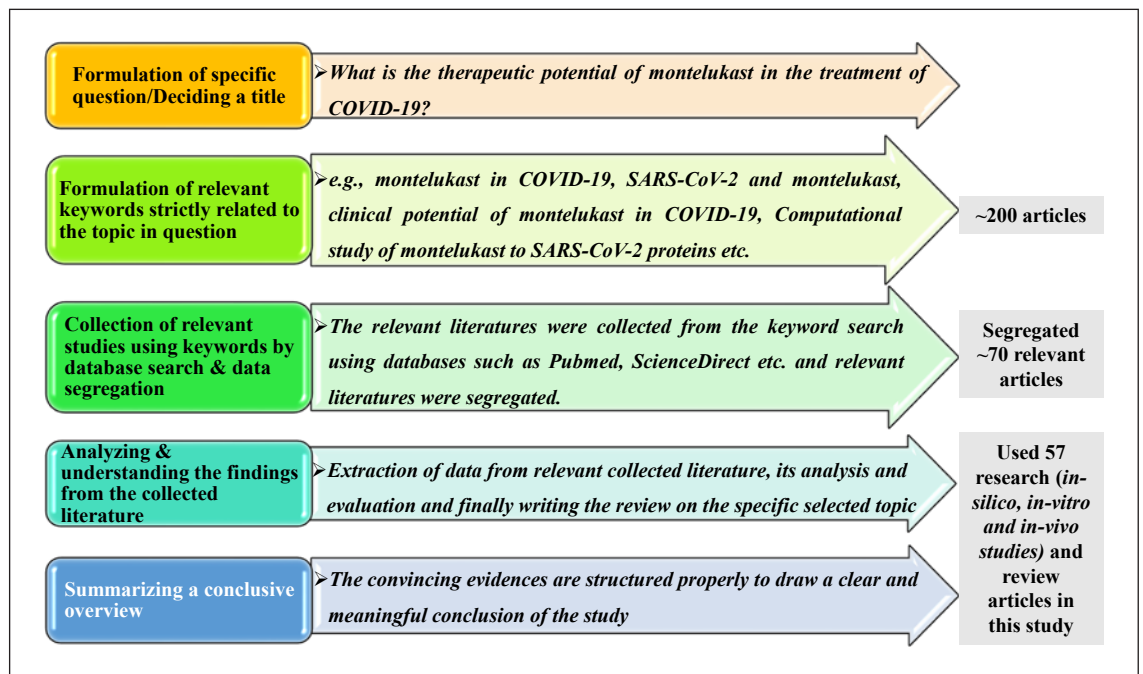 Formulation of specific
question/Deciding a title
➢What is the therapeutic potential of montelukast in the treatment of
COVID-19?
Formulation of relevant
keywords strictly related to
the topic in question
➢e.g., montelukast in COVID-19, SARS-CoV-2 and montelukast,
clinical potential of montelukast in COVID-19, Computational
study of montelukast to SARS-CoV-2 proteins etc.
~200 articles
Collection of relevant
studies using keywords by
database search & data
segregation
➢The relevant literatures were collected from the keyword search
using databases such as Pubmed, ScienceDirect etc. and relevant
literatures were segregated.
Segregated
~70 relevant
articles
Analyzing &
understanding the findings
from the collected
literature
➢Extraction of data from relevant collected literature, its analysis and
evaluation and finally writing the review on the specific selected topic
Summarizing a conclusive
overview
➢The convincing evidences are structured properly to draw a clear and
meaningful conclusion of the study
Used 57
research (in-
silico, in-vitro
and in-vivo
studies) and
review
articles in
this study